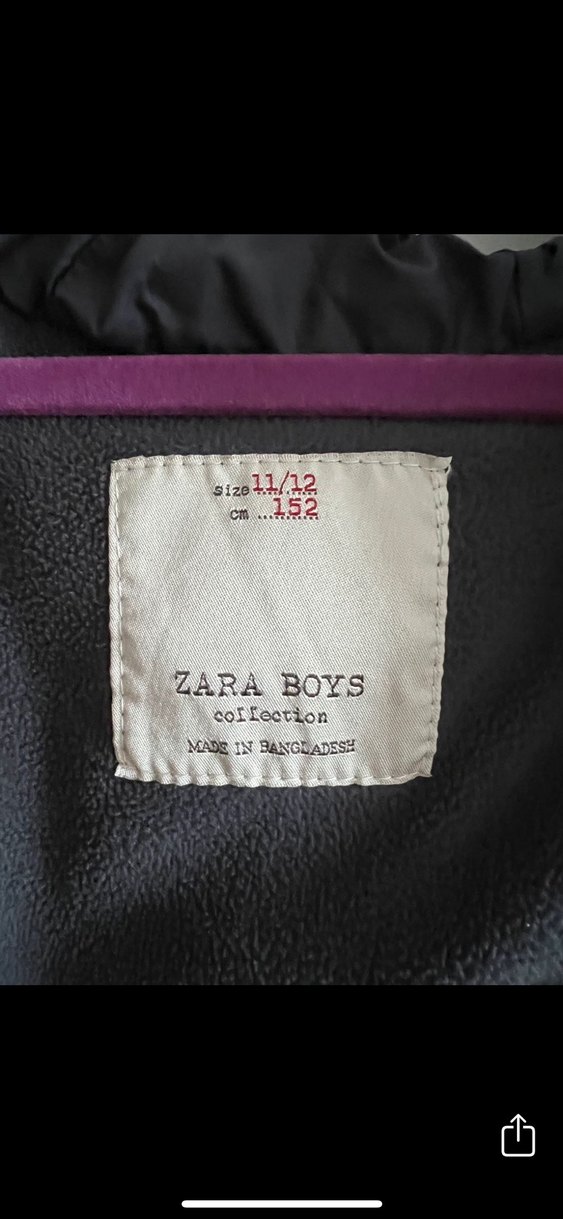 size 11/12
cm ..152
ZARA BOYS
collection
MADE IN BANGLADESH